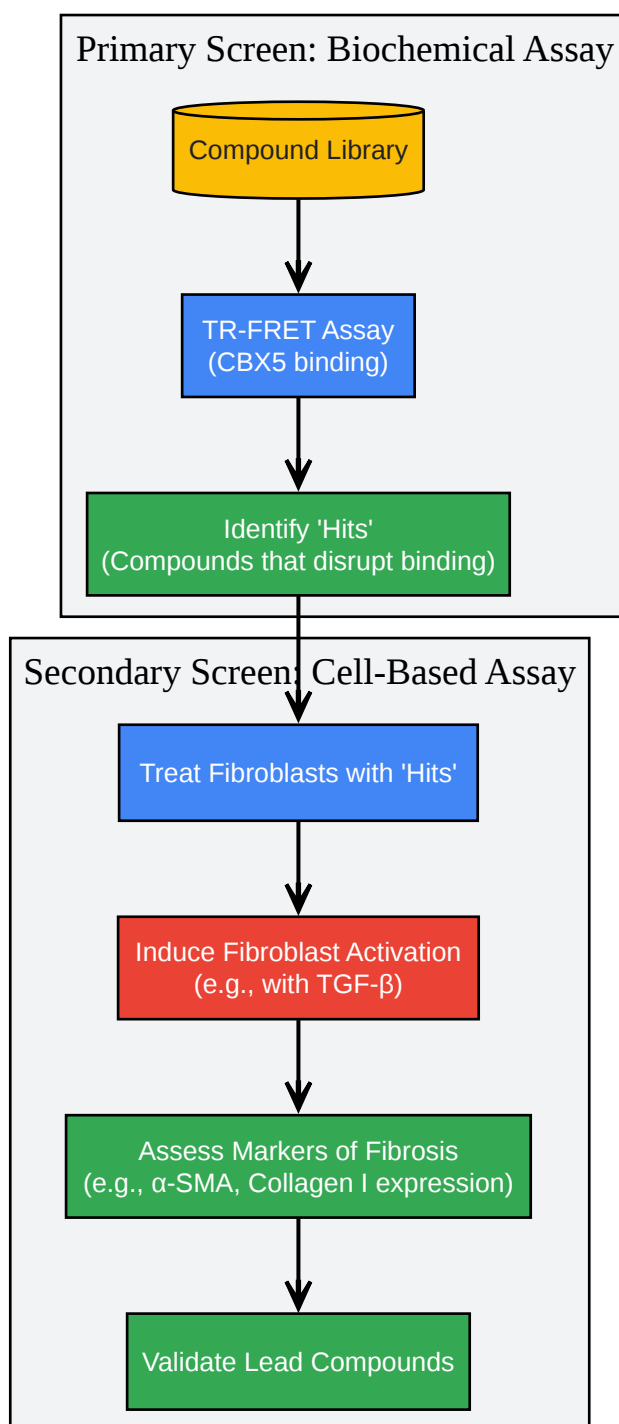 Primary Screen: Biochemical Assay
Compound Library
TR-FRET Assay
(CBX5 binding)
Identify 'Hits'
(Compounds that disrupt binding)
Secondary Screen: Cell-Based Assay
Treat Fibroblasts with 'Hits'
Induce Fibroblast Activation
(e.g., with TGF-β)
Assess Markers of Fibrosis
(e.g., α-SMA, Collagen I expression)
Validate Lead Compounds